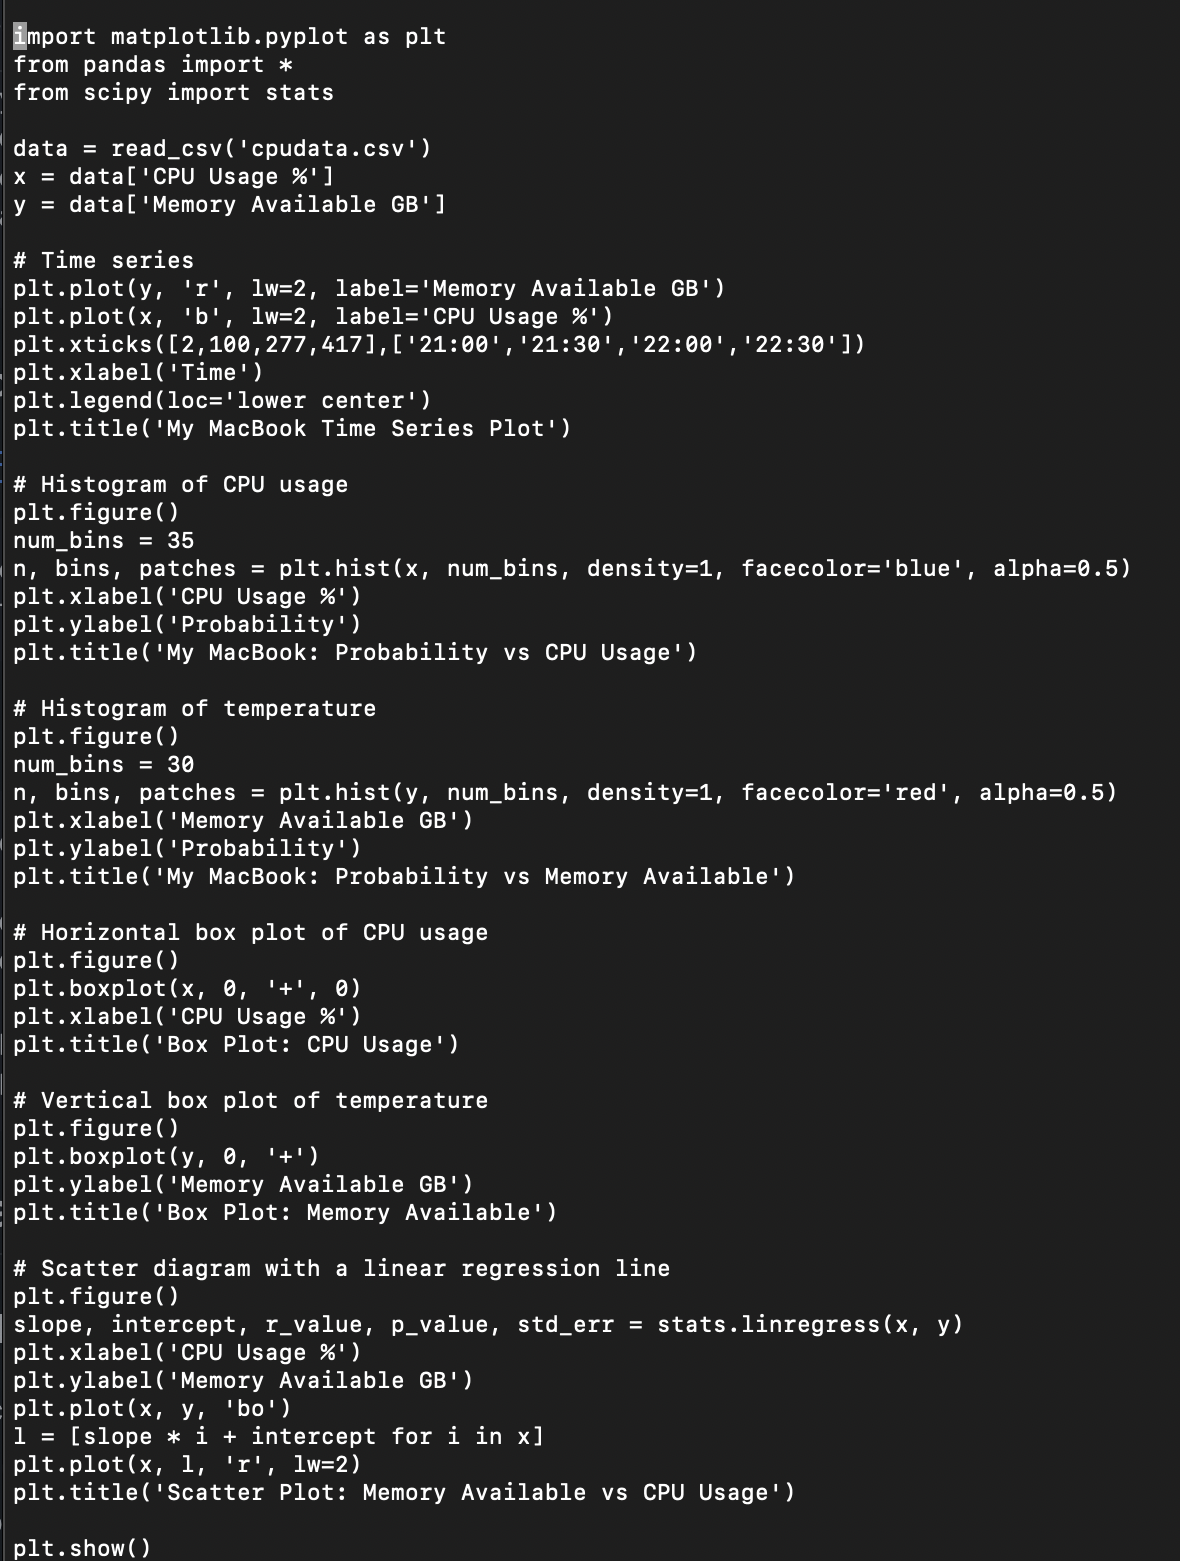 import matplotlib.pyplot as plt
from pandas import *
from scipy import stats

data = read_csv('cpudata.csv')
x = data['CPU Usage %']
y = data['Memory Available GB']

# Time series
plt.plot(y, 'r', lw=2, label='Memory Available GB')
plt.plot(x, 'b', lw=2, label='CPU Usage %')
plt.xticks([2,100,277,417],['21:00','21:30','22:00','22:30'])
plt.xlabel('Time')
plt.legend(loc='lower center')
plt.title('My MacBook Time Series Plot')

# Histogram of CPU usage
plt.figure()
num_bins = 35
n, bins, patches = plt.hist(x, num_bins, density=1, facecolor='blue', alpha=0.5)
plt.xlabel('CPU Usage %')
plt.ylabel('Probability')
plt.title('My MacBook: Probability vs CPU Usage')

# Histogram of temperature
plt.figure()
num_bins = 30
n, bins, patches = plt.hist(y, num_bins, density=1, facecolor='red', alpha=0.5)
plt.xlabel('Memory Available GB')
plt.ylabel('Probability')
plt.title('My MacBook: Probability vs Memory Available')

# Horizontal box plot of CPU usage
plt.figure()
plt.boxplot(x, 0, '+', 0)
plt.xlabel('CPU Usage %')
plt.title('Box Plot: CPU Usage')

# Vertical box plot of temperature
plt.figure()
plt.boxplot(y, 0, '+')
plt.ylabel('Memory Available GB')
plt.title('Box Plot: Memory Available')

# Scatter diagram with a linear regression line
plt.figure()
slope, intercept, r_value, p_value, std_err = stats.linregress(x, y)
plt.xlabel('CPU Usage %')
plt.ylabel('Memory Available GB')
plt.plot(x, y, 'bo')
l = [slope * i + intercept for i in x]
plt.plot(x, l, 'r', lw=2)
plt.title('Scatter Plot: Memory Available vs CPU Usage')

plt.show()